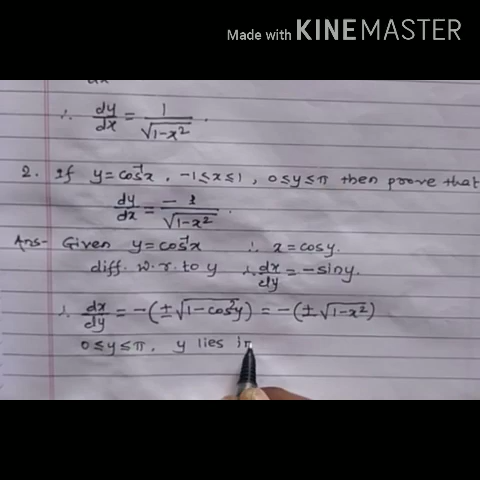 Made with KINEMASTER
∴ dy/dx = 1/√1-x² .
2. If y = cos⁻¹x , -1≤x≤1 , 0≤y≤π then prove that
dy/dx = -1/√1-x² .
Ans- Given y = cos⁻¹x ∴ x = cosy.
diff. w.r.to y ∴ dx/dy = -siny.
∴ dx/dy = -(±√1-cos²y) = -(±√1-x²)
0≤y≤π. y lies in